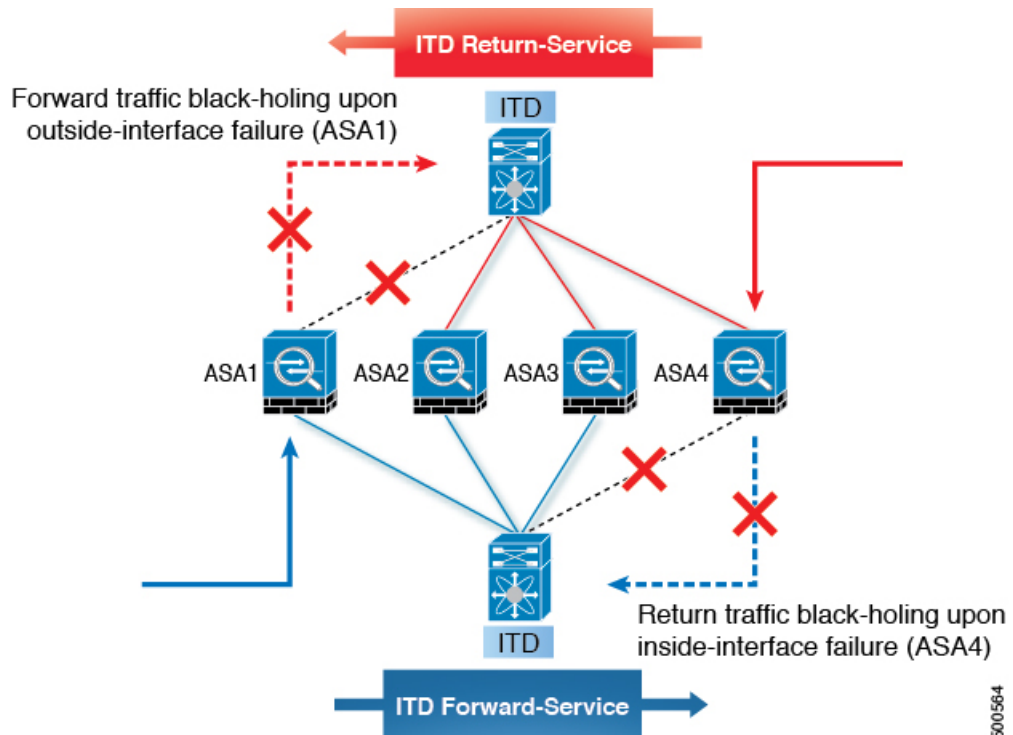 ITD Return-Service
Forward traffic black-holing upon
outside-interface failure (ASA1)
ITD
ASA1
ASA2
ASA3
ASA4
ITD
Return traffic black-holing upon
inside-interface failure (ASA4)
ITD Forward-Service
500564